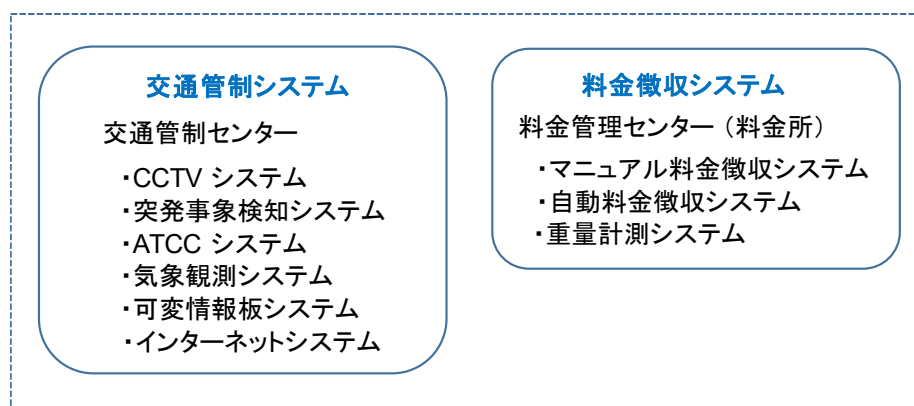 交通管制システム
交通管制センター
・CCTV システム
・突発事象検知システム
・ATCC システム
・気象観測システム
・可変情報板システム
・インターネットシステム
料金徴収システム
料金管理センター（料金所）
・マニュアル料金徴収システム
・自動料金徴収システム
・重量計測システム